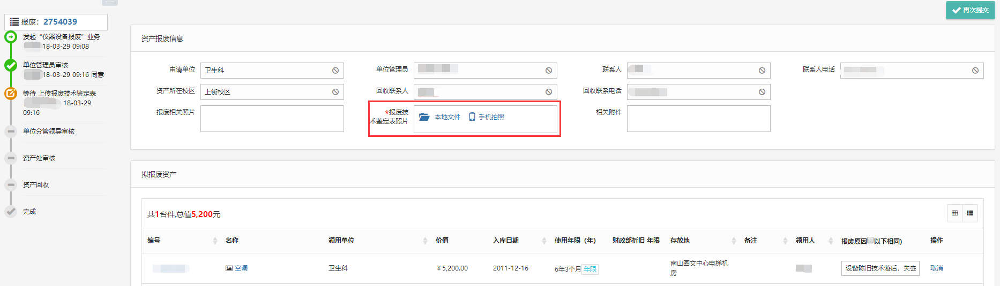 再次提交
报废：2754039
发起“仪器设备报废”业务
18-03-29 09:08
单位管理员审核
18-03-29 09:16 同意
等待 上传报废技术鉴定表
18-03-29
09:16
单位分管领导审核
资产处审核
资产回收
完成
资产报废信息
申请单位 卫生科 单位管理员 联系人 联系人电话
资产所在校区 上街校区 回收联系人 回收联系电话
报废相关照片 *报废技 本地文件 手机拍照 相关附件
术鉴定表照片
拟报废资产
共1台件,总值5,200元
编号 名称 领用单位 价值 入库日期 使用年限（年） 财政部折旧 年限 存放地 备注 领用人 报废原因 以下相同) 操作
空调 卫生科 ¥5,200.00 2011-12-16 6年3个月 年限 南山图文中心电梯机 设备陈旧技术落后，失去 取消
房